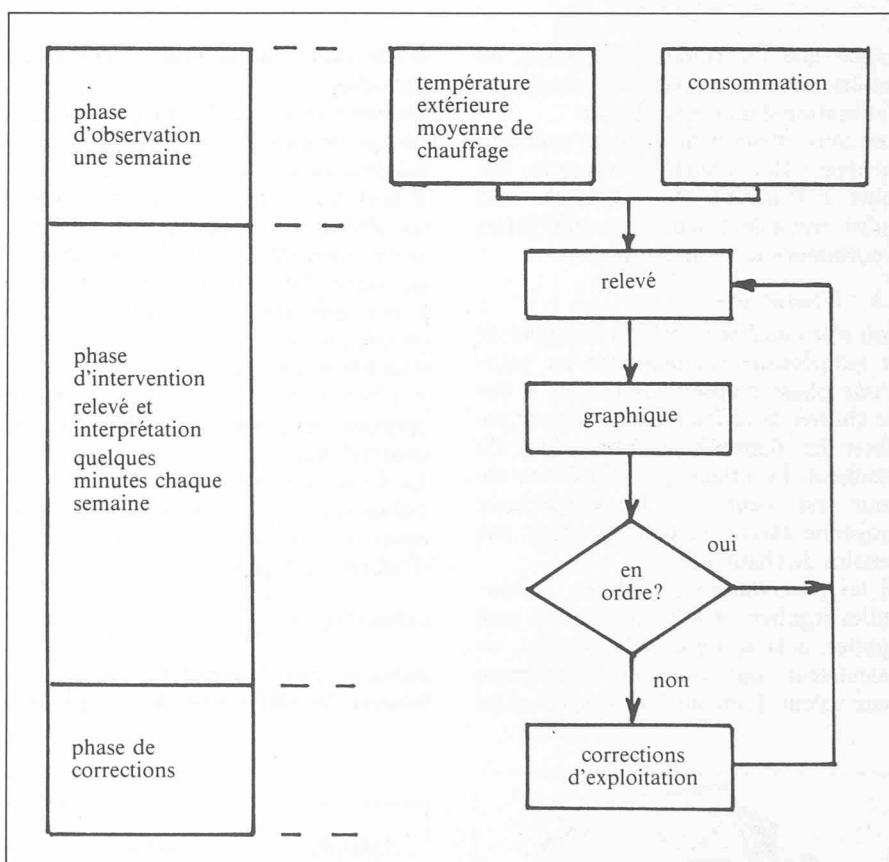 phase
d'observation
une semaine
température
extérieure
moyenne de
chauffage
consommation
relevé
phase
d'intervention
relevé et
interprétation
quelques
minutes chaque
semaine
graphique
en
ordre?
oui
non
phase de
corrections
corrections
d'exploitation